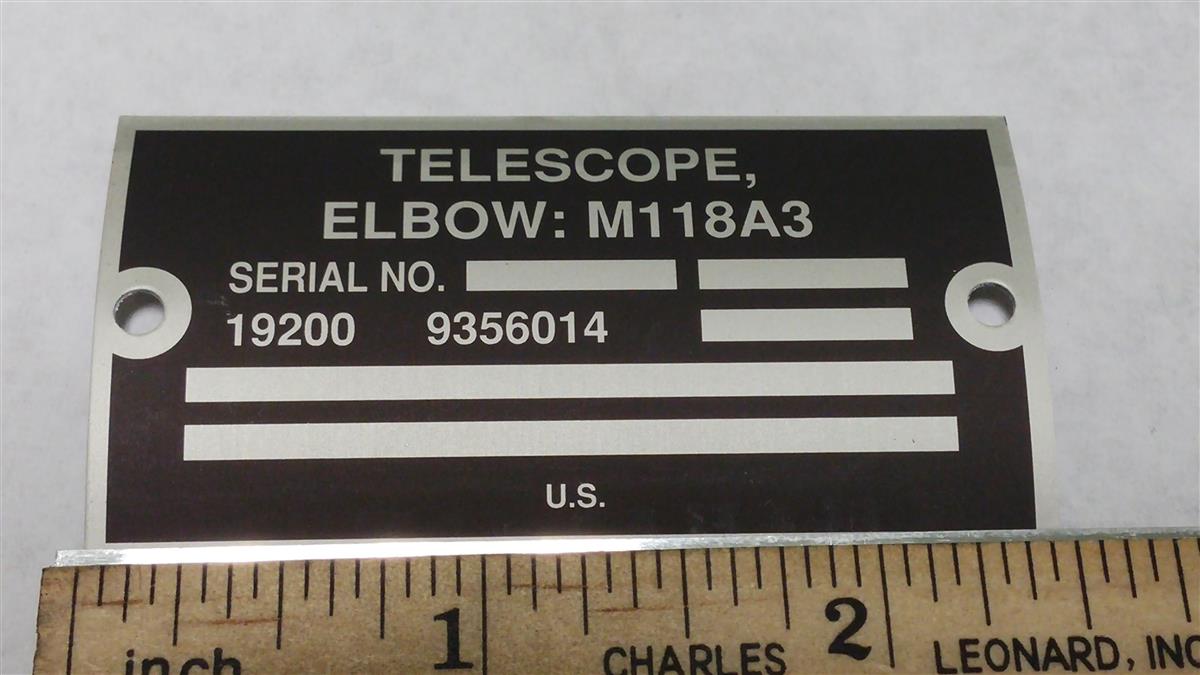 TELESCOPE,
ELBOW: M118A3
SERIAL NO.
19200 9356014
U.S.
1 2
inch CHARLES LEONARD, INC